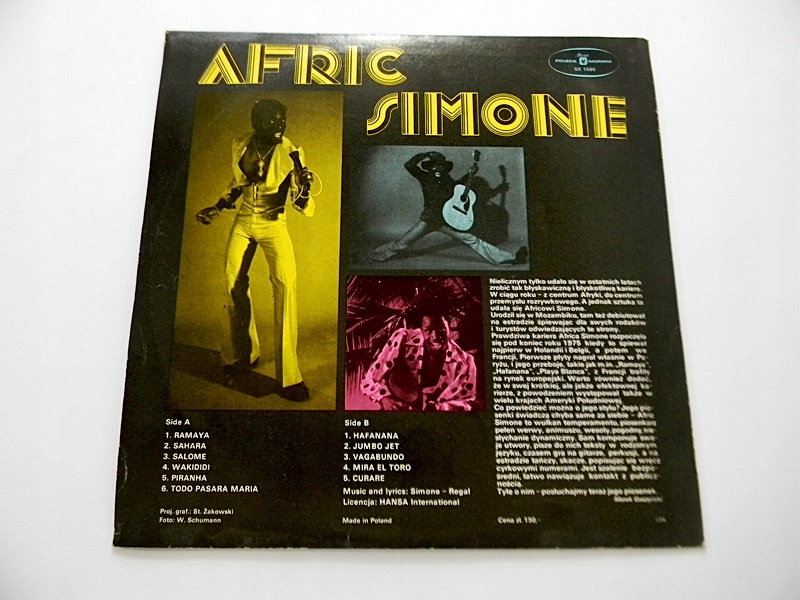 AFRIC
SIMONE
Muza
POLSKIE NAGRANIA
SX 1585
Nielicznym tylko udało się w ostatnich latach
zrobić tak błyskawiczną i błyskotliwą karierę.
W ciągu roku – z centrum Afryki, do centrum
przemysłu rozrywkowego. A jednak sztuka ta
udała się Africowi Simone.
Urodził się w Mozambiku, tam też debiutował
na estradzie śpiewając dla swych rodaków
i turystów odwiedzających te strony.
Prawdziwa kariera Africa Simone rozpoczęła
się pod koniec roku 1975 kiedy to śpiewał
najpierw w Holandii i Belgii, a potem we
Francji. Pierwsze płyty nagrał właśnie w Pa-
ryżu, i jego przeboje, takie jak m.in. „Ramaya”,
„Hafanana”, „Playa Blanca”, z Francji trafiły
na rynek europejski. Warto również dodać,
że w swej krótkiej, ale jakże efektownej ka-
rierze, z powodzeniem występował także w
wielu krajach Ameryki Południowej.
Co powiedzieć można o jego stylu? Jego pio-
senki świadczą chyba same za siebie – Afric
Simone to wulkan temperamentu, piosenkarz
pełen werwy, animuszu, wesoły, pogodny, nie-
słychanie dynamiczny. Sam komponuje swo-
je utwory, pisze do nich teksty w rodzimym
języku, czasem gra na gitarze, perkusji, a na
estradzie tańczy, skacze, popisując się wręcz
cyrkowymi numerami. Jest szalenie bezpo-
średni, łatwo nawiązuje kontakt z publicz-
nością.
Tyle o nim – posłuchajmy teraz jego piosenek.
Marek
Side A
1. RAMAYA
2. SAHARA
3. SALOME
4. WAKIDIDI
5. PIRANHA
6. TODO PASARA MARIA
Side B
1. HAFANANA
2. JUMBO JET
3. VAGABUNDO
4. MIRA EL TORO
5. CURARE
Music and lyrics: Simone – Regal
Licencja: HANSA International
Proj. graf.: St. Żakowski
Foto: W. Schumann
Made in Poland
Cena zł. 150,–